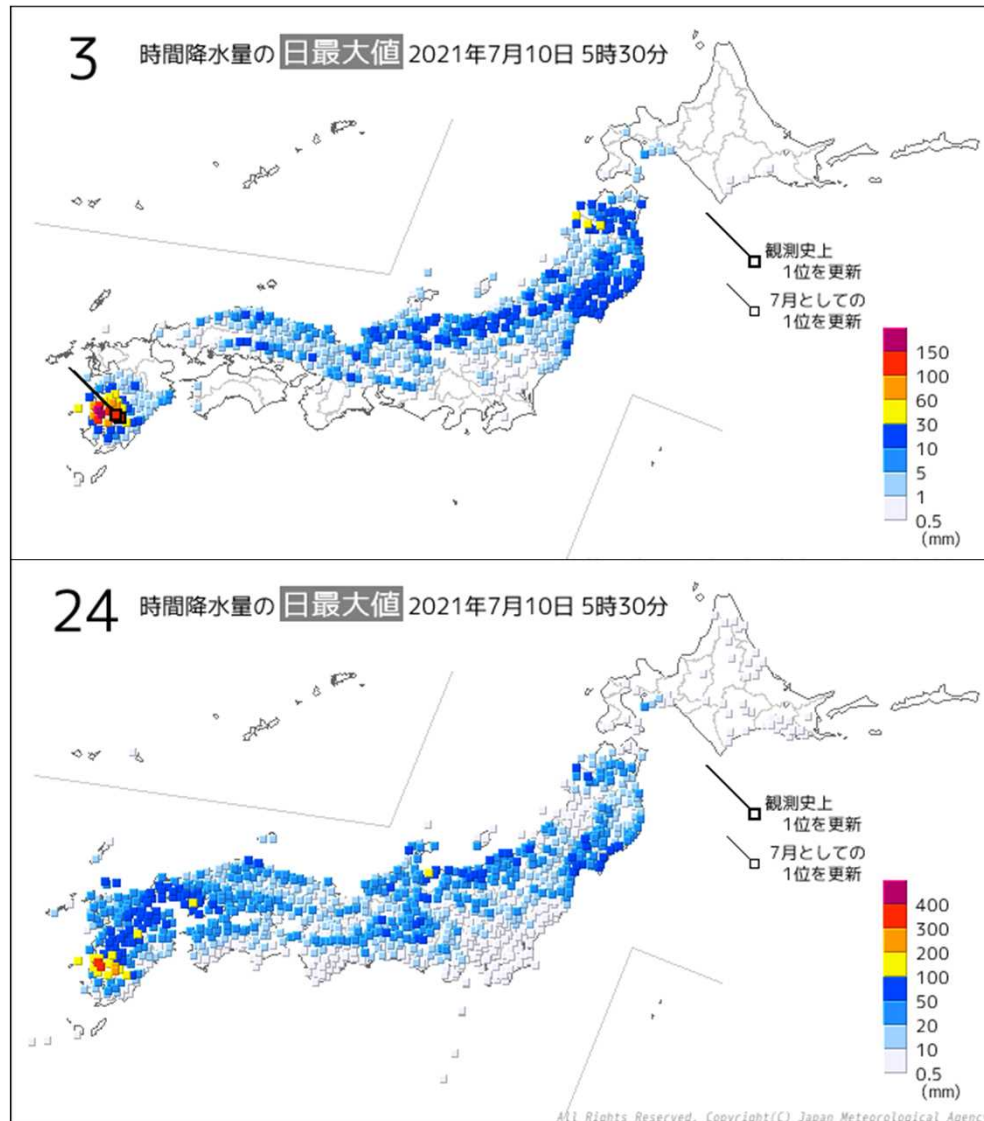 3 時間降水量の 日最大値 2021年7月10日 5時30分
観測史上
1位を更新
7月としての
1位を更新
150
100
60
30
10
5
1
0.5
(mm)
24 時間降水量の 日最大値 2021年7月10日 5時30分
観測史上
1位を更新
7月としての
1位を更新
400
300
200
100
50
20
10
0.5
(mm)
All Rights Reserved. Copyright(C) Japan Meteorological Agency